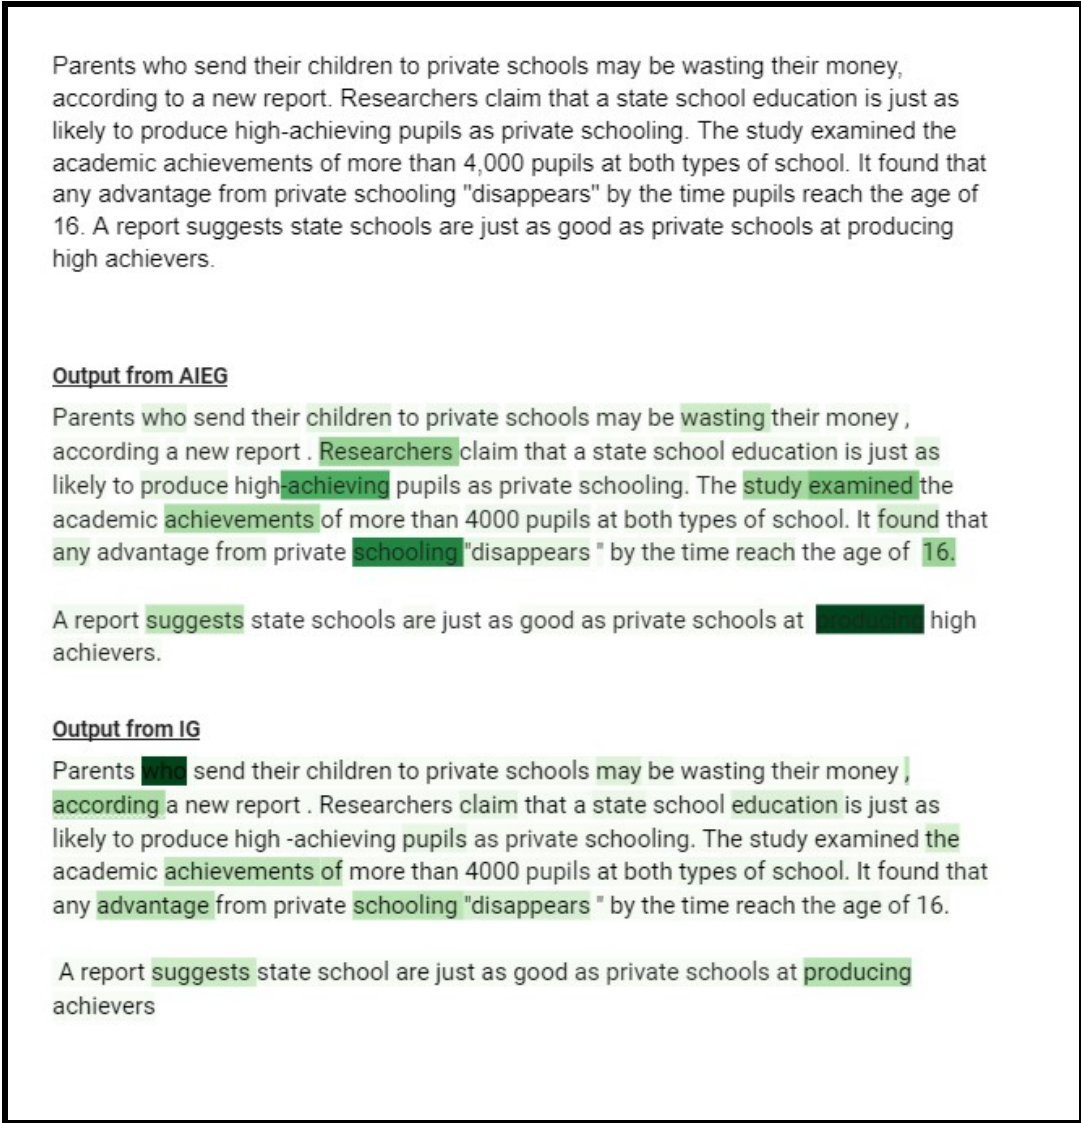 Parents who send their children to private schools may be wasting their money,
according to a new report. Researchers claim that a state school education is just as
likely to produce high-achieving pupils as private schooling. The study examined the
academic achievements of more than 4,000 pupils at both types of school. It found that
any advantage from private schooling "disappears" by the time pupils reach the age of
16. A report suggests state schools are just as good as private schools at producing
high achievers.
Output from AIEG
Parents who send their children to private schools may be wasting their money ,
according a new report . Researchers claim that a state school education is just as
likely to produce high-achieving pupils as private schooling. The study examined the
academic achievements of more than 4000 pupils at both types of school. It found that
any advantage from private schooling "disappears " by the time reach the age of 16.
A report suggests state schools are just as good as private schools at producing high
achievers.
Output from IG
Parents who send their children to private schools may be wasting their money ,
according a new report . Researchers claim that a state school education is just as
likely to produce high -achieving pupils as private schooling. The study examined the
academic achievements of more than 4000 pupils at both types of school. It found that
any advantage from private schooling "disappears " by the time reach the age of 16.
A report suggests state school are just as good as private schools at producing
achievers